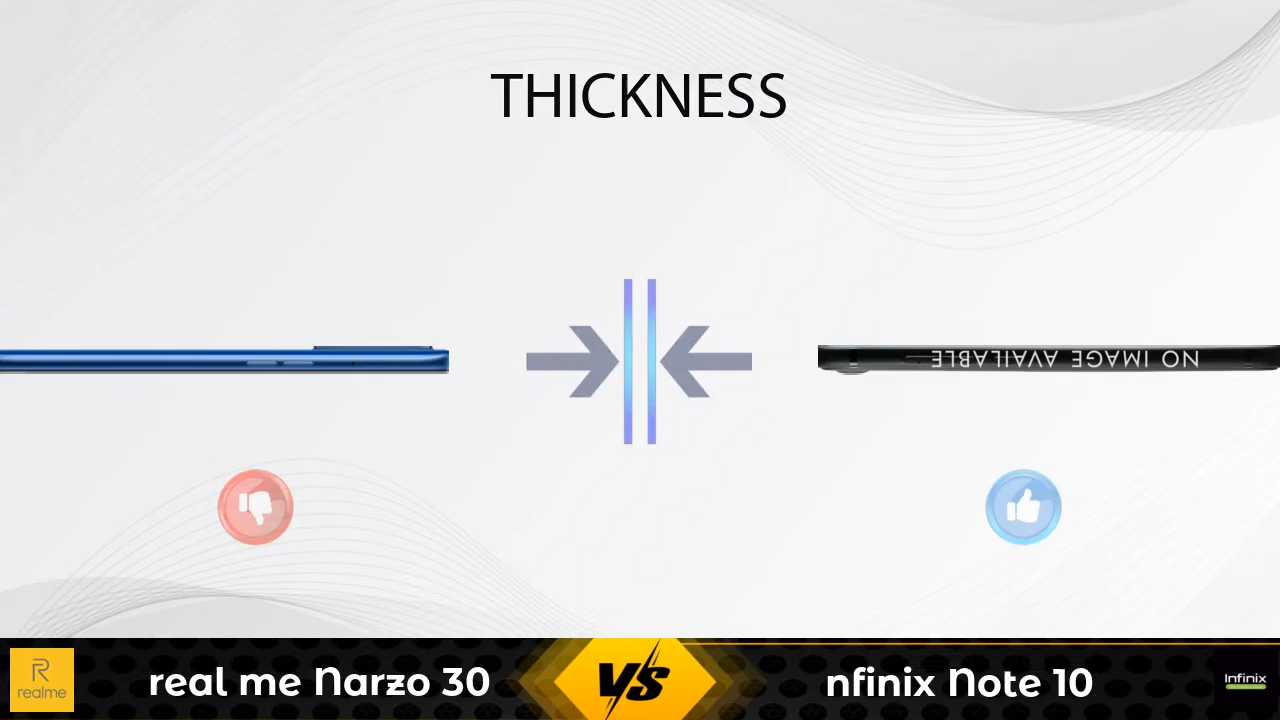 THICKNESS
NO IMAGE AVAILABLE
R
realme
real me Narzo 30
VS
nfinix Note 10
Infinix